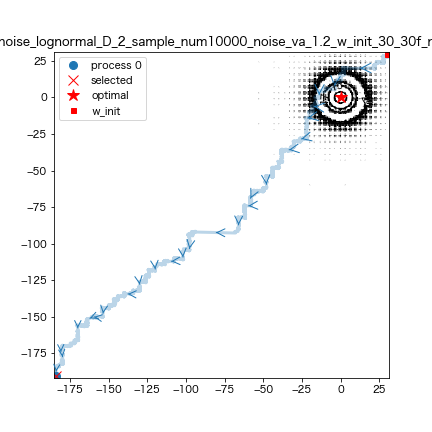 noise_lognormal_D_2_sample_num10000_noise_va_1.2_w_init_30_30f_r
process 0
selected
optimal
w_init
25
0
−25
−50
−75
−100
−125
−150
−175
−175 −150 −125 −100 −75 −50 −25 0 25